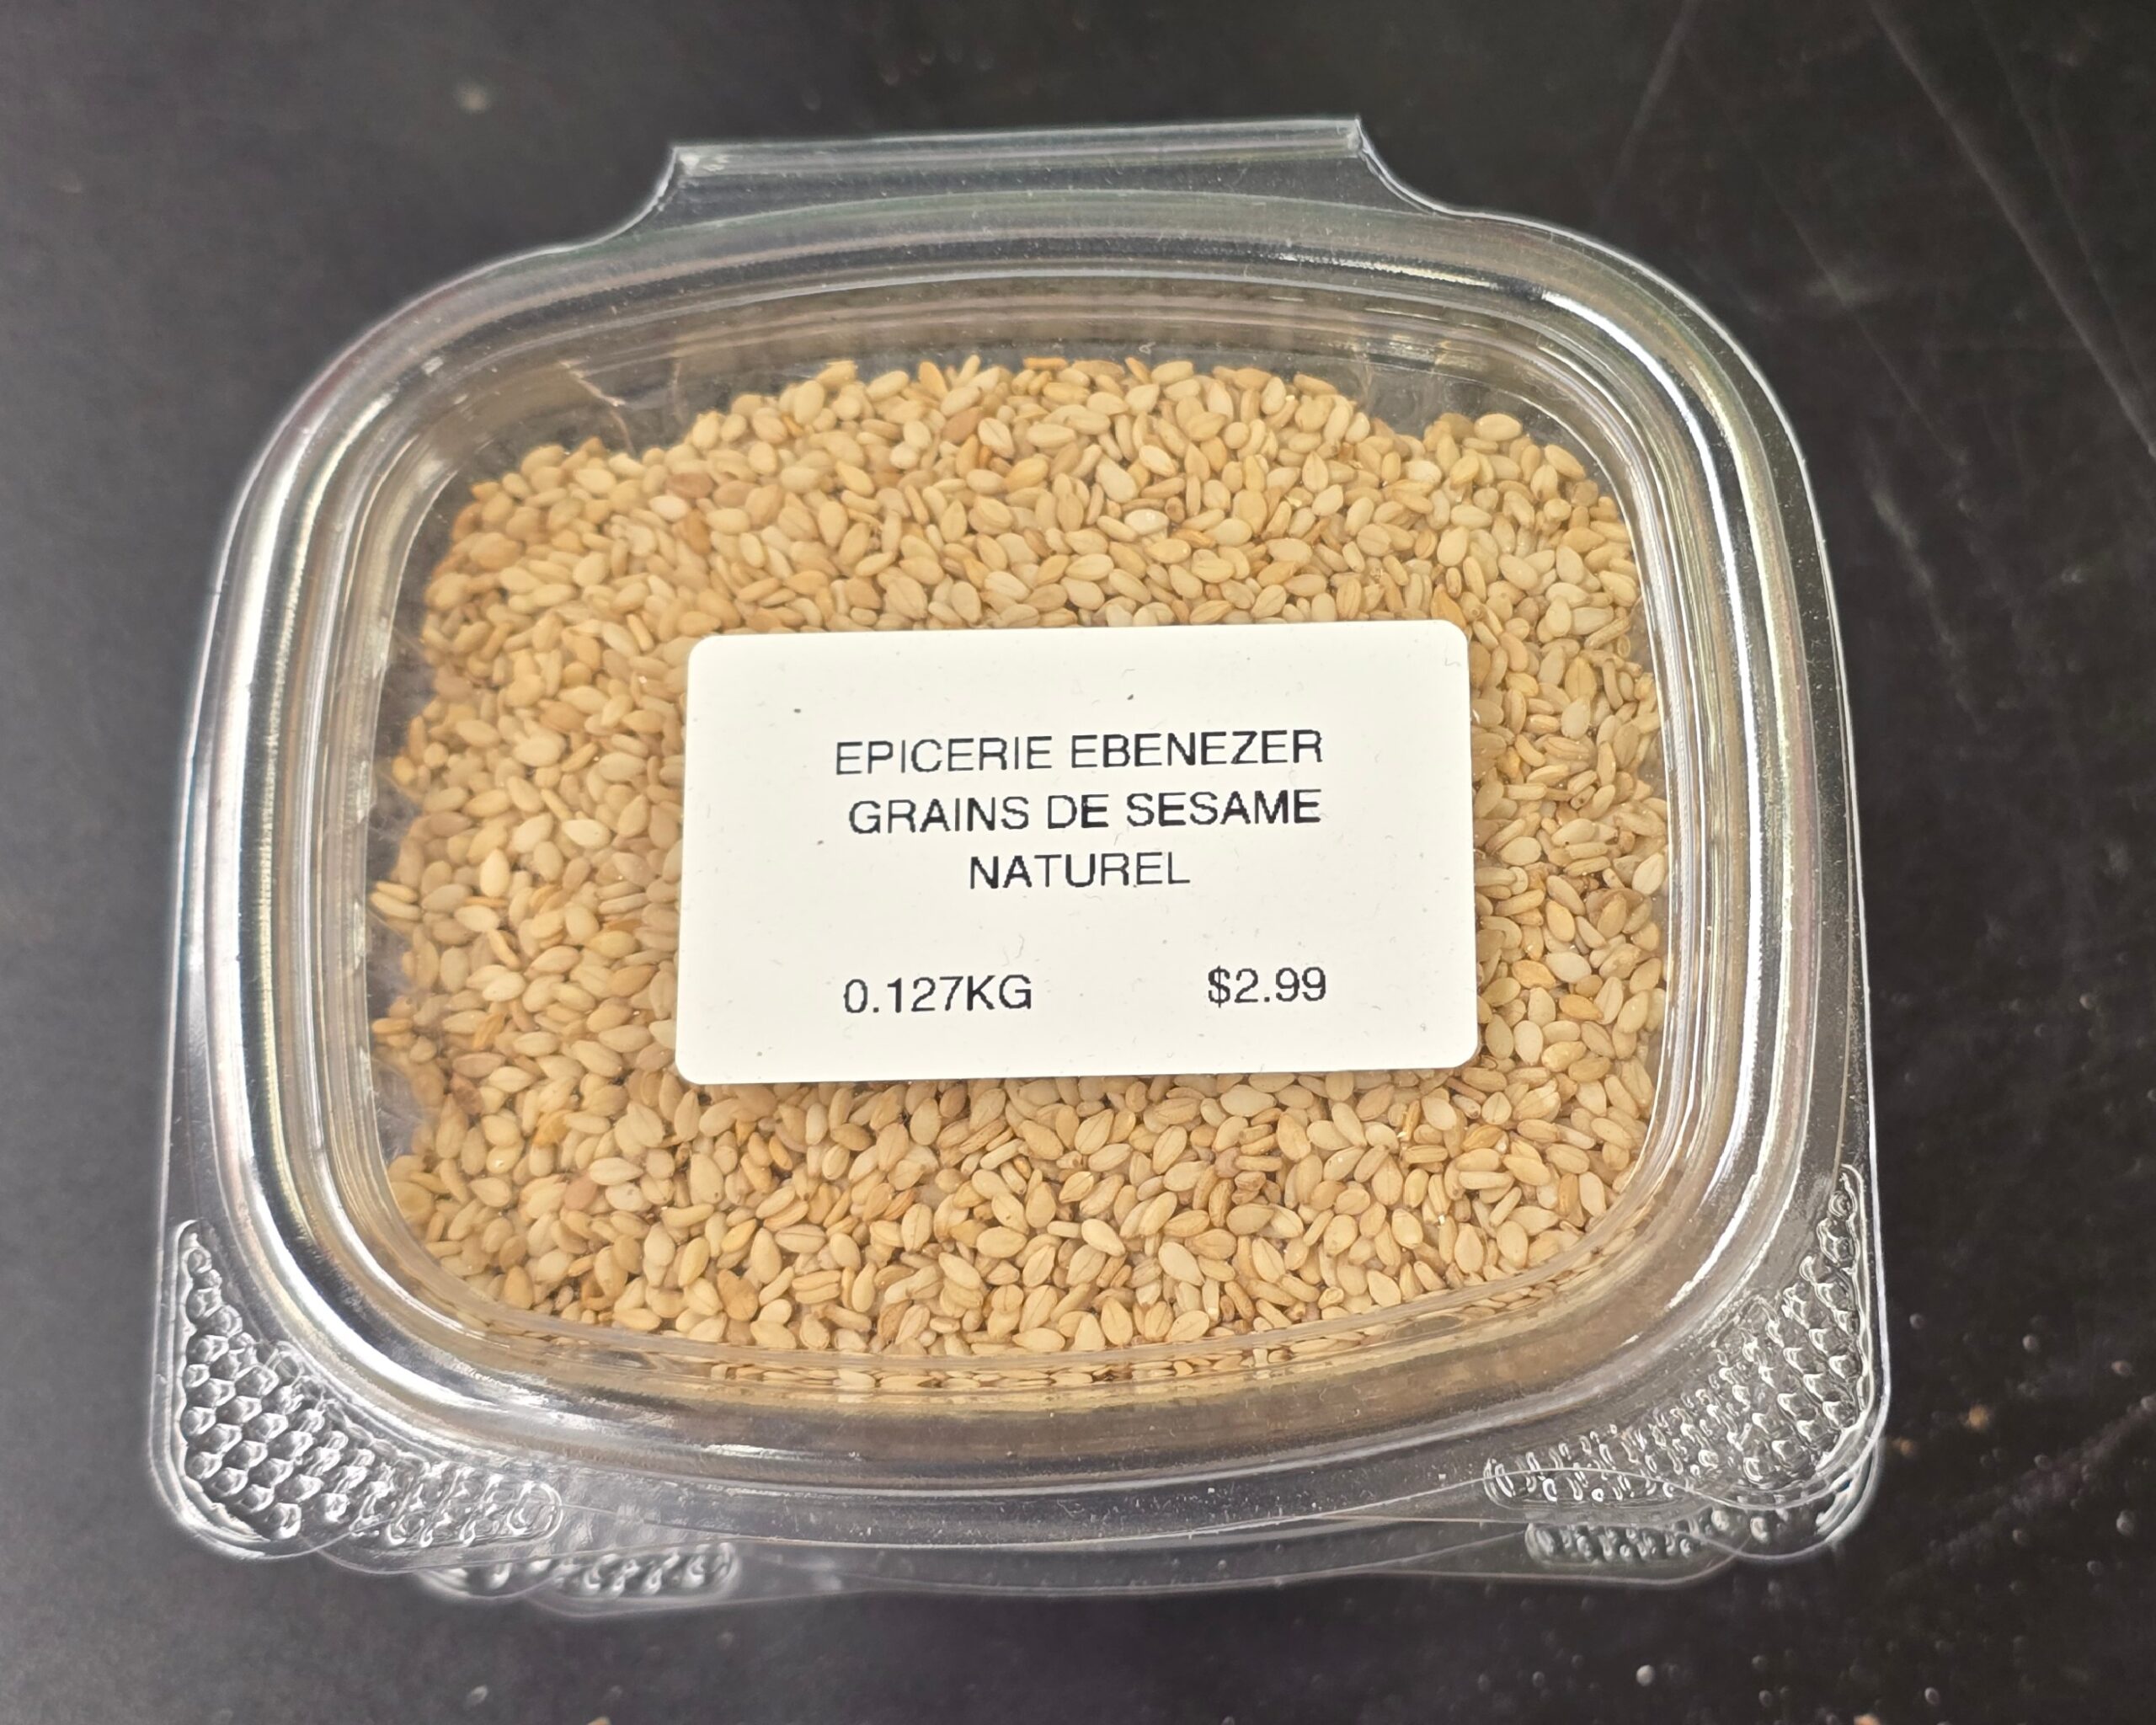 EPICERIE EBENEZER
GRAINS DE SESAME
NATUREL
0.127KG $2.99